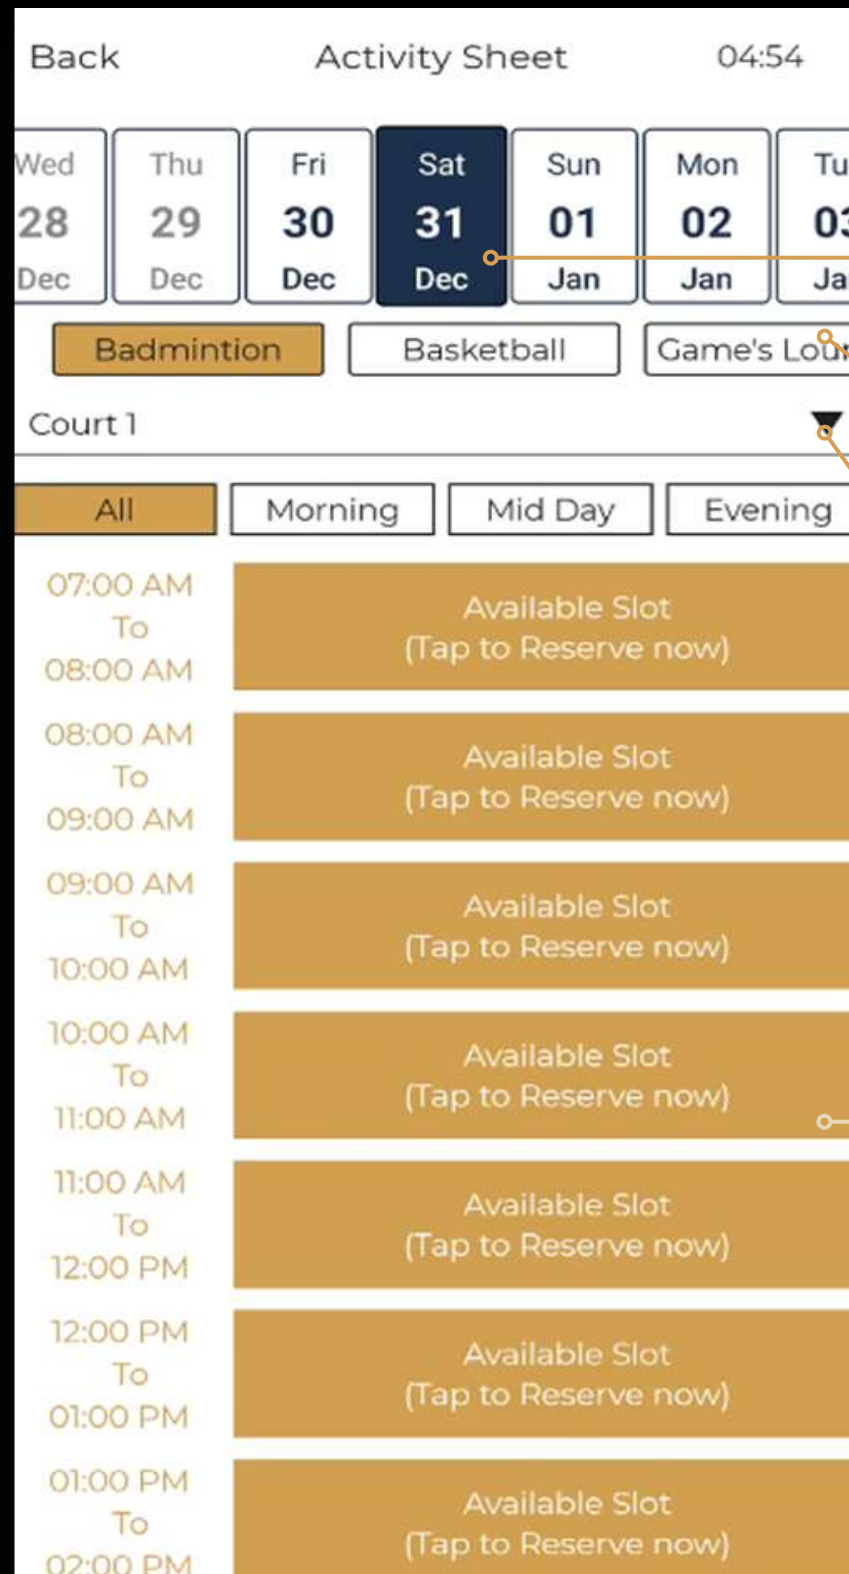 Back Activity Sheet 04:54
Wed Thu Fri Sat Sun Mon Tu
28 29 30 31 01 02 03
Dec Dec Dec Dec Jan Jan Ja
Badmintion Basketball Game's Lou
Court 1
All Morning Mid Day Evening
07:00 AM
To
08:00 AM
Available Slot
(Tap to Reserve now)
08:00 AM
To
09:00 AM
Available Slot
(Tap to Reserve now)
09:00 AM
To
10:00 AM
Available Slot
(Tap to Reserve now)
10:00 AM
To
11:00 AM
Available Slot
(Tap to Reserve now)
11:00 AM
To
12:00 PM
Available Slot
(Tap to Reserve now)
12:00 PM
To
01:00 PM
Available Slot
(Tap to Reserve now)
01:00 PM
To
02:00 PM
Available Slot
(Tap to Reserve now)